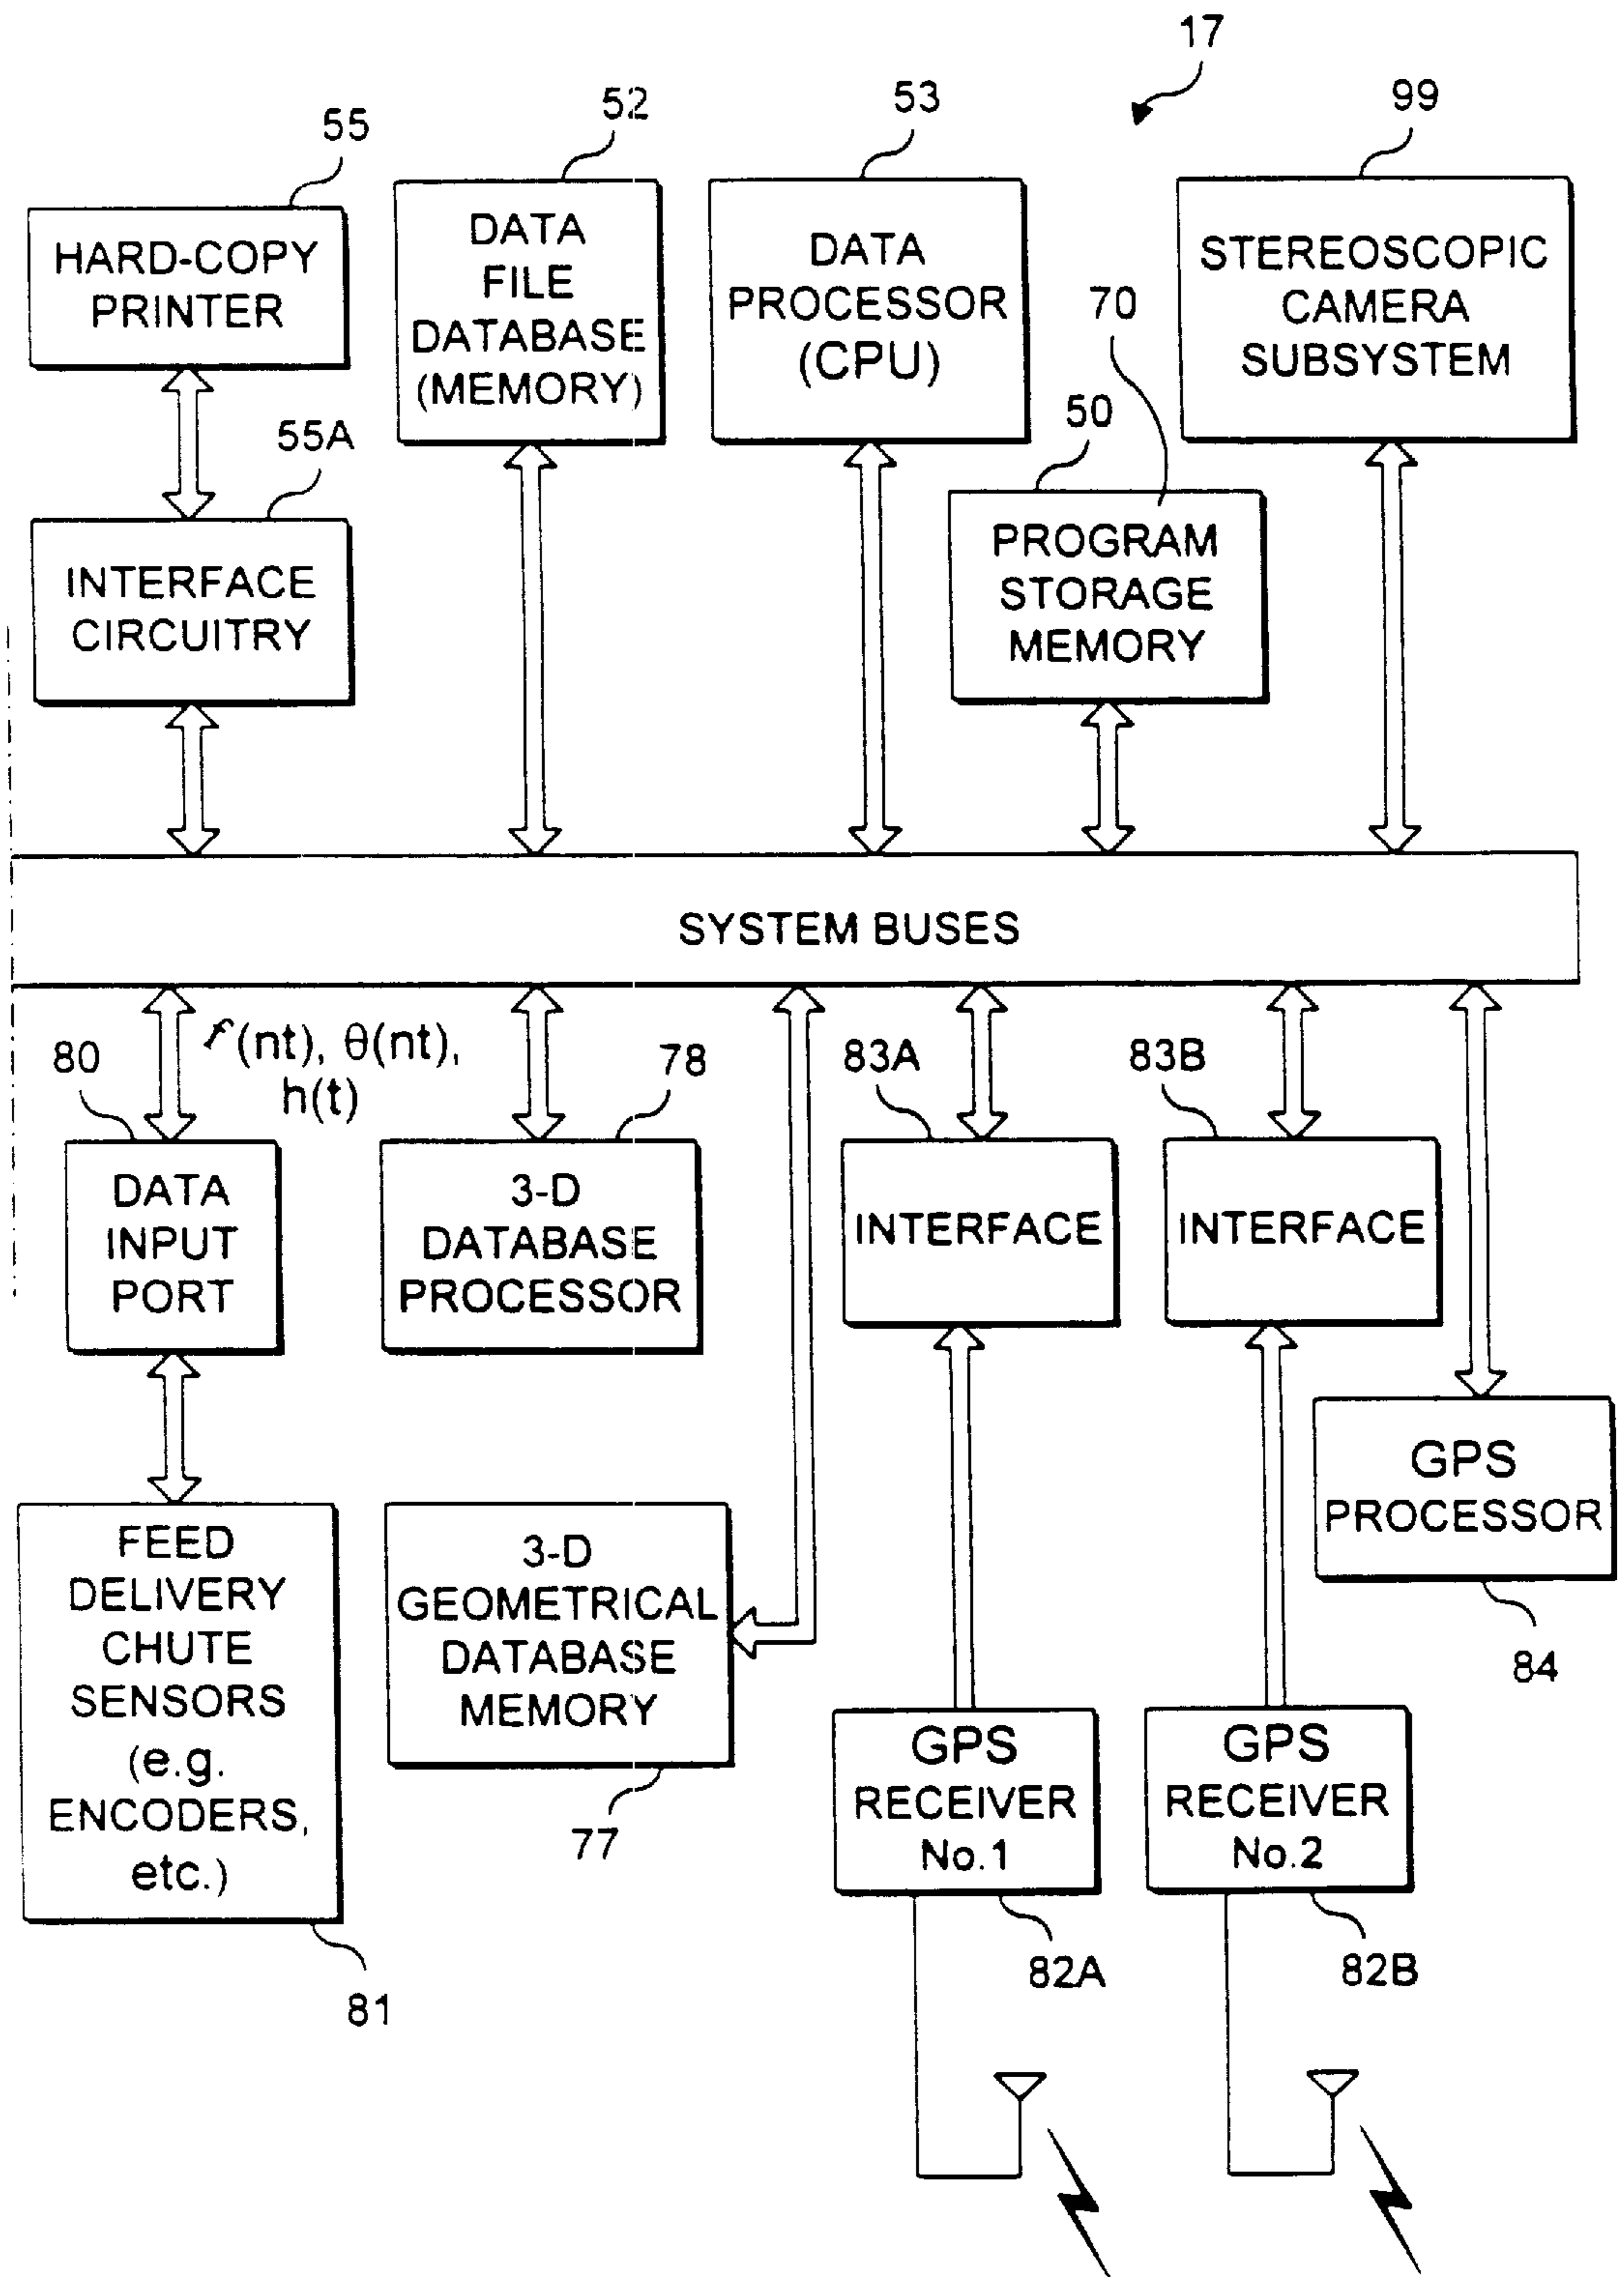 17
55
HARD-COPY
PRINTER
52
DATA
FILE
DATABASE
(MEMORY)
53
DATA
PROCESSOR
(CPU)
99
STEREOSCOPIC
CAMERA
SUBSYSTEM
55A
INTERFACE
CIRCUITRY
50
70
PROGRAM
STORAGE
MEMORY
SYSTEM BUSES
f(nt), θ(nt),
h(t)
80
DATA
INPUT
PORT
78
3-D
DATABASE
PROCESSOR
83A
INTERFACE
83B
INTERFACE
GPS
PROCESSOR
84
FEED
DELIVERY
CHUTE
SENSORS
(e.g.
ENCODERS,
etc.)
81
3-D
GEOMETRICAL
DATABASE
MEMORY
77
GPS
RECEIVER
No.1
82A
GPS
RECEIVER
No.2
82B